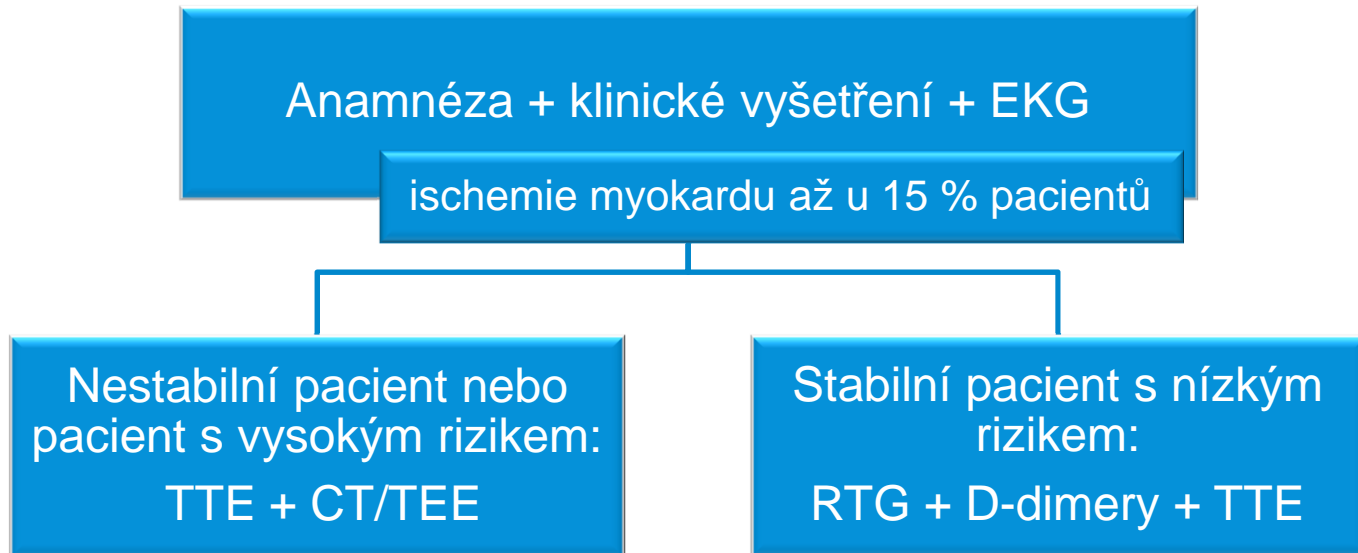 Anamnéza + klinické vyšetření + EKG
ischemie myokardu až u 15 % pacientů
Nestabilní pacient nebo
pacient s vysokým rizikem:
TTE + CT/TEE
Stabilní pacient s nízkým
rizikem:
RTG + D-dimery + TTE